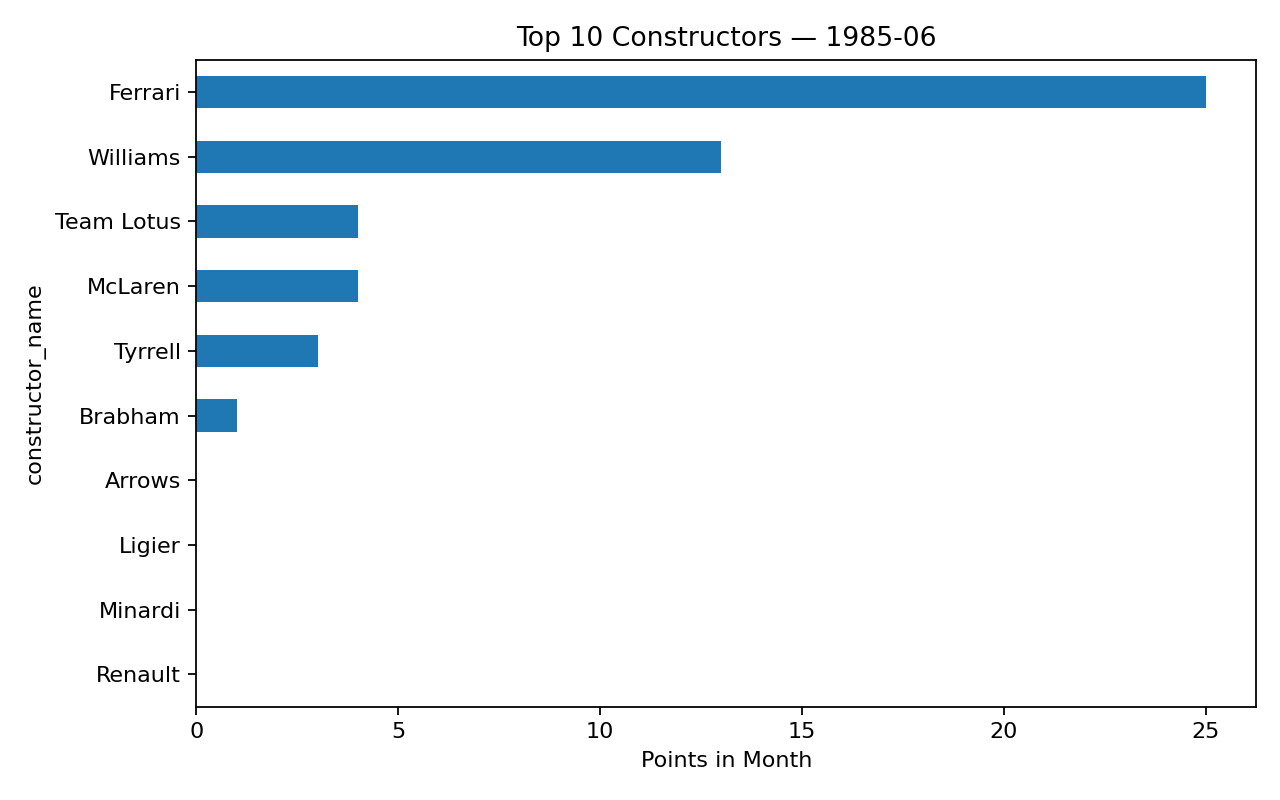 Top 10 Constructors — 1985-06
constructor_name
Ferrari
Williams
Team Lotus
McLaren
Tyrrell
Brabham
Arrows
Ligier
Minardi
Renault
0 5 10 15 20 25
Points in Month